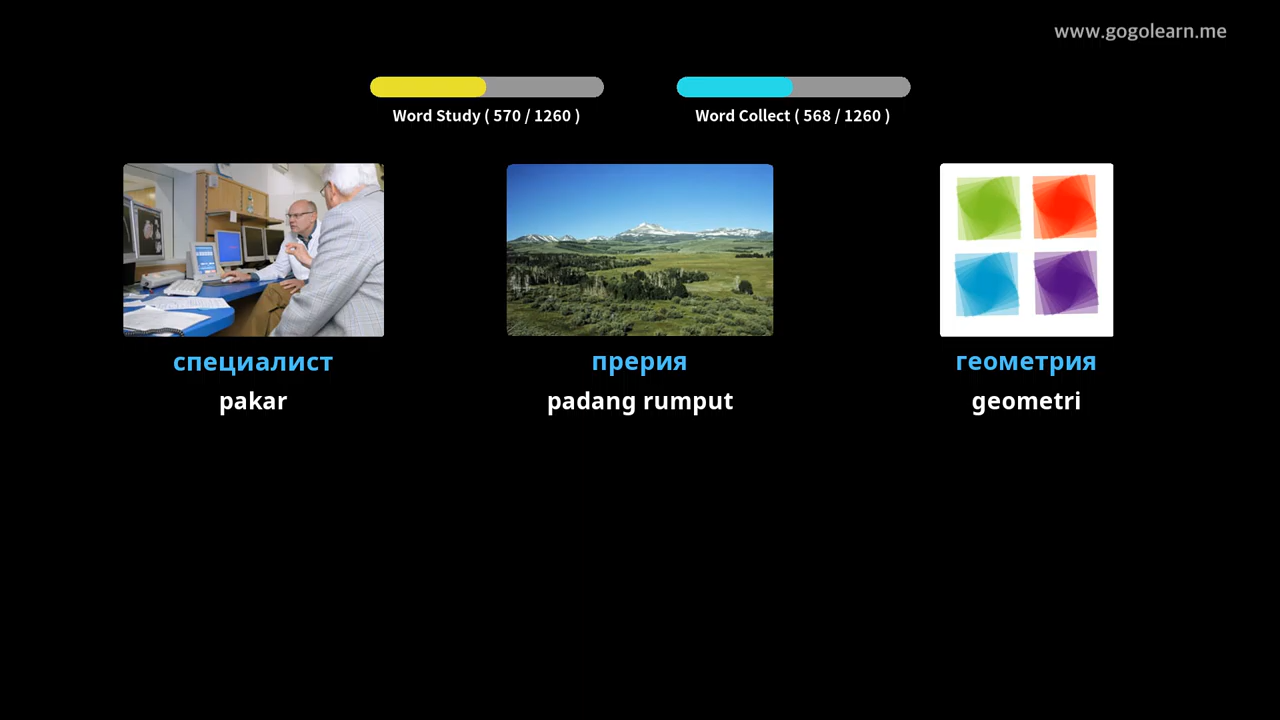 www.gogolearn.me
Word Study ( 570 / 1260 )
Word Collect ( 568 / 1260 )
специалист
прерия
геометрия
pakar
padang rumput
geometri